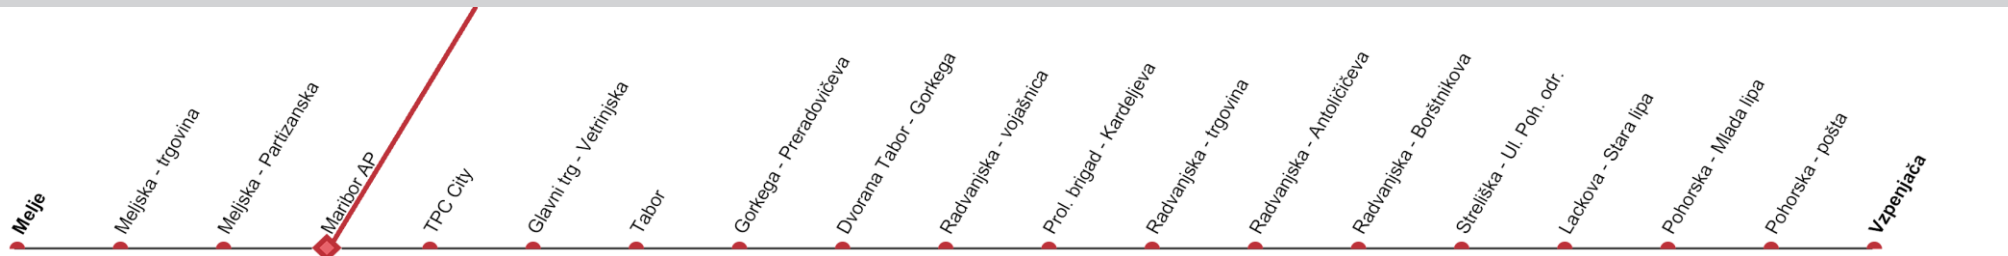 Melje
Meljska - trgovina
Meljska - Partizanska
Maribor AP
TPC City
Glavni trg - Vetrinjska
Tabor
Gorkega - Preradovičeva
Dvorana Tabor - Gorkega
Radvanjska - vojašnica
Prol. brigad - Kardeljeva
Radvanjska - trgovina
Radvanjska - Antoličičeva
Radvanjska - Borštnikova
Streliška - Ul. Poh. odr.
Lackova - Stara lipa
Pohorska - Mlada lipa
Pohorska - pošta
Vzpenjača